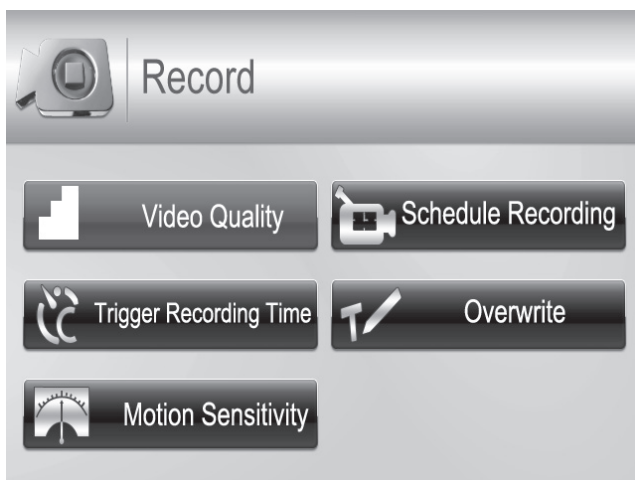 Record
Video Quality
Schedule Recording
Trigger Recording Time
Overwrite
Motion Sensitivity